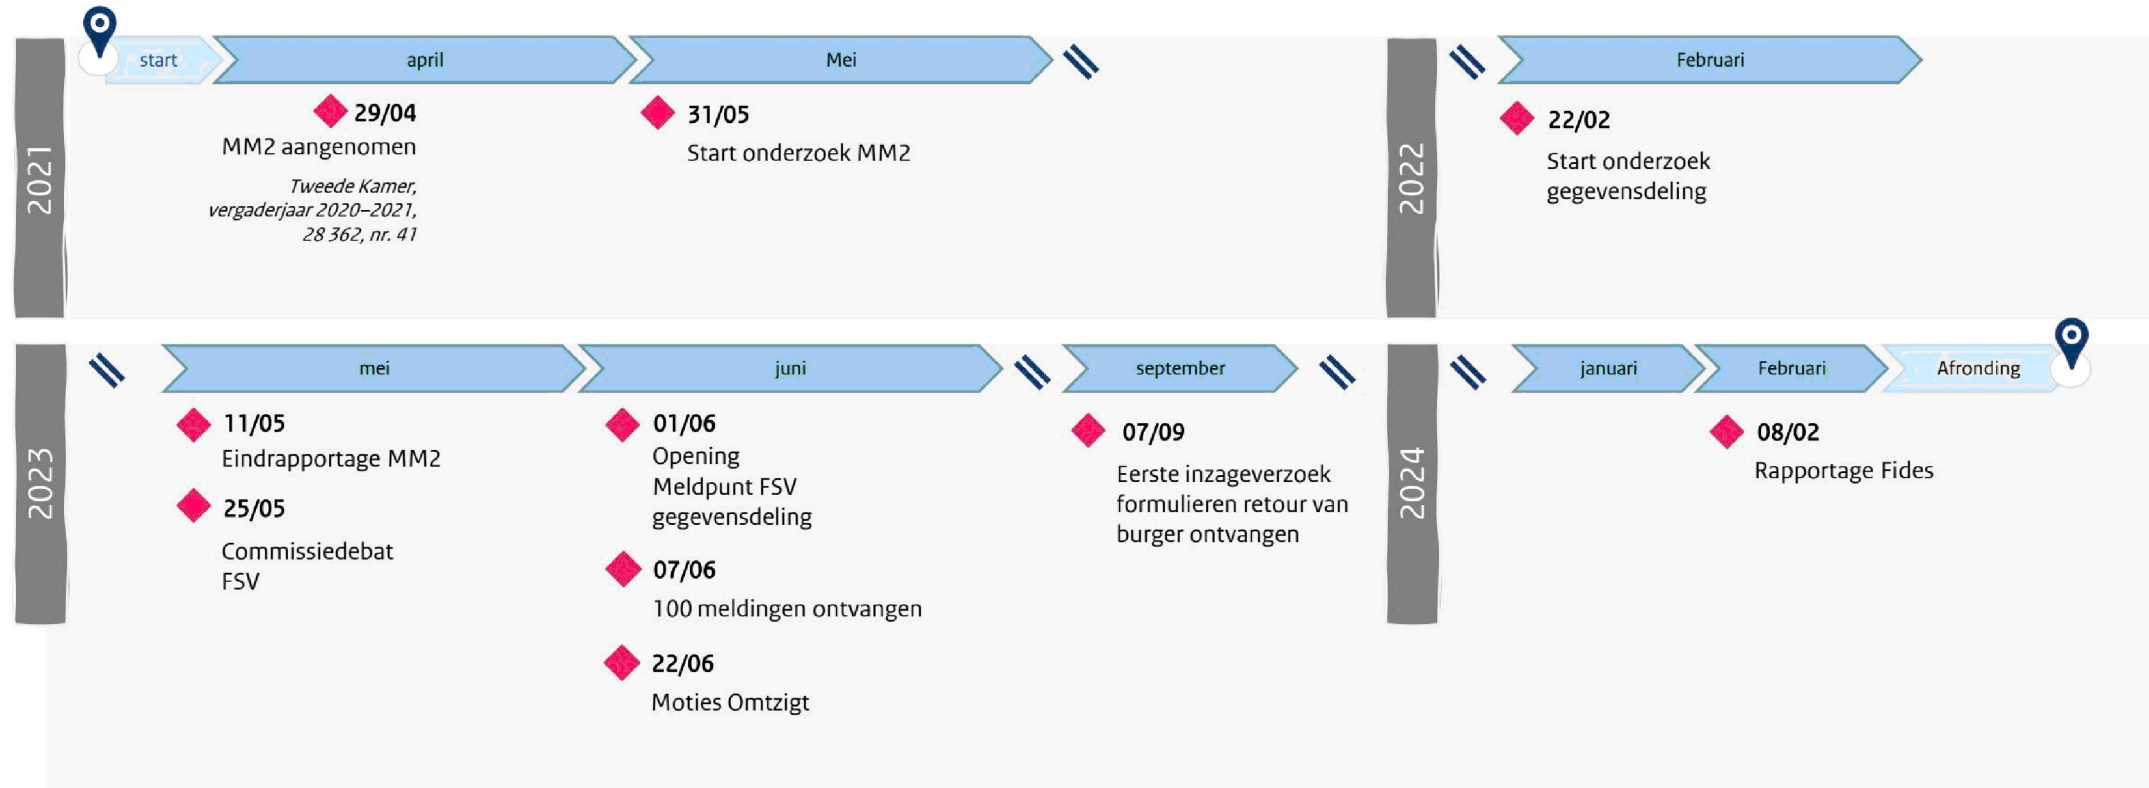 2021
start
april
Mei
29/04
MM2 aangenomen
Tweede Kamer,
vergaderjaar 2020–2021,
28 362, nr. 41
31/05
Start onderzoek MM2
2022
Februari
22/02
Start onderzoek
gegevensdeling
2023
mei
juni
september
11/05
Eindrapportage MM2
25/05
Commissiedebat
FSV
01/06
Opening
Meldpunt FSV
gegevensdeling
07/06
100 meldingen ontvangen
22/06
Moties Omtzigt
07/09
Eerste inzageverzoek
formulieren retour van
burger ontvangen
2024
januari
Februari
Afronding
08/02
Rapportage Fides